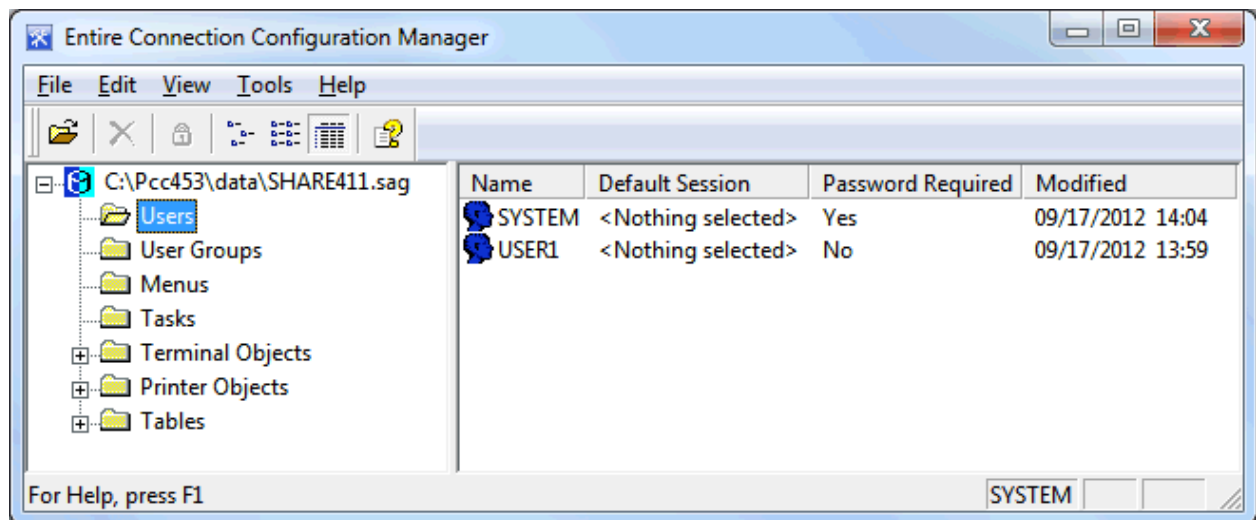 Entire Connection Configuration Manager
File Edit View Tools Help
C:\Pcc453\data\SHARE411.sag
Users
User Groups
Menus
Tasks
Terminal Objects
Printer Objects
Tables
Name Default Session Password Required Modified
SYSTEM <Nothing selected> Yes 09/17/2012 14:04
USER1 <Nothing selected> No 09/17/2012 13:59
For Help, press F1 SYSTEM